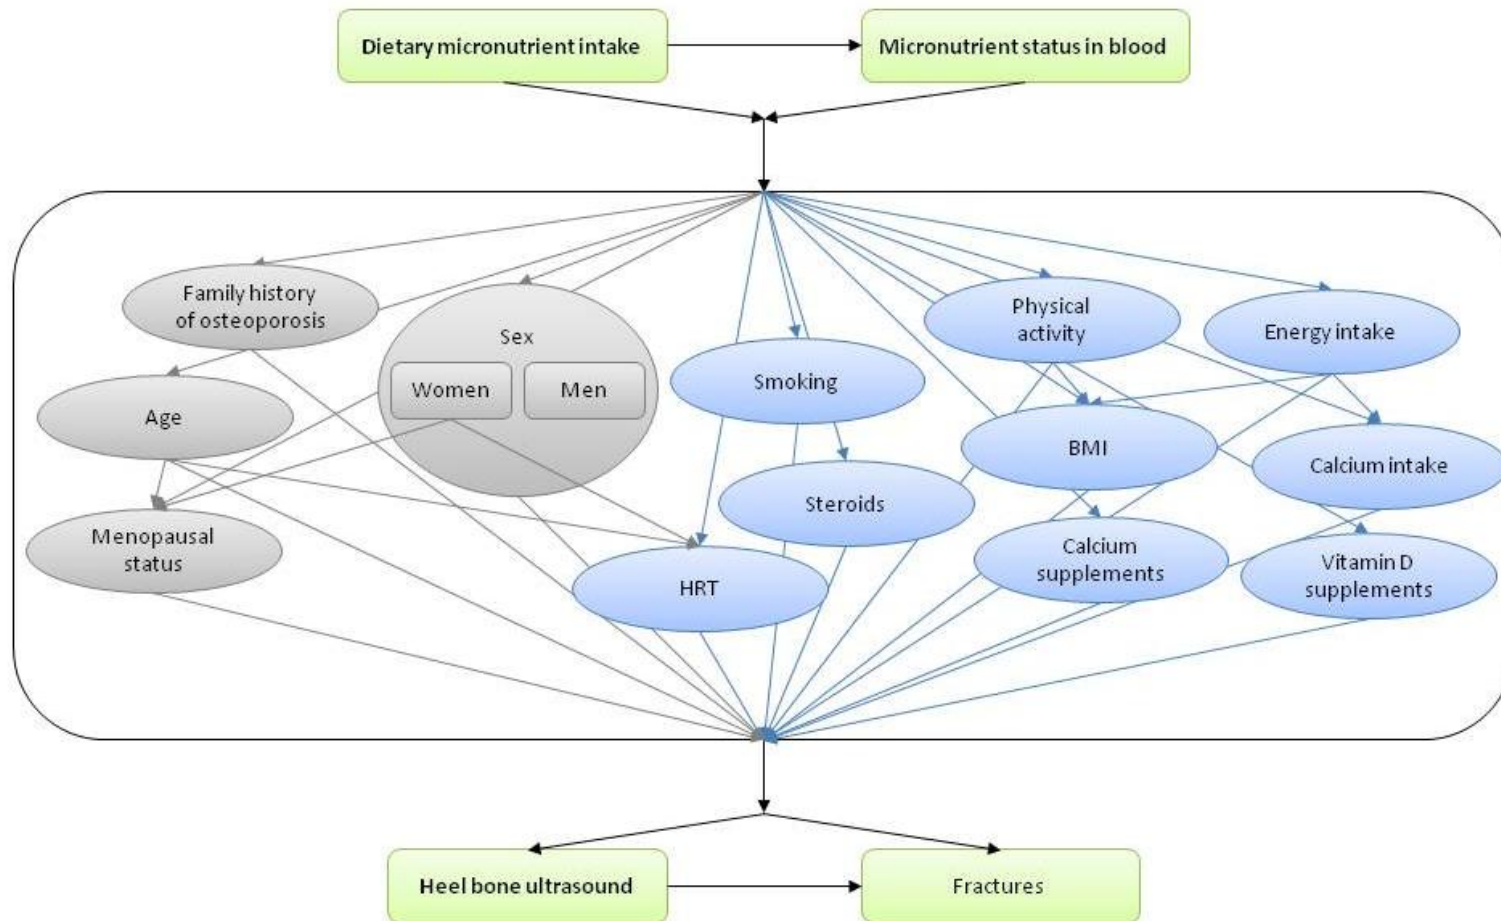 Dietary micronutrient intake
Micronutrient status in blood
Family history
of osteoporosis
Sex
Women
Men
Age
Menopausal
status
Smoking
Steroids
HRT
Physical
activity
Energy intake
BMI
Calcium intake
Calcium
supplements
Vitamin D
supplements
Heel bone ultrasound
Fractures